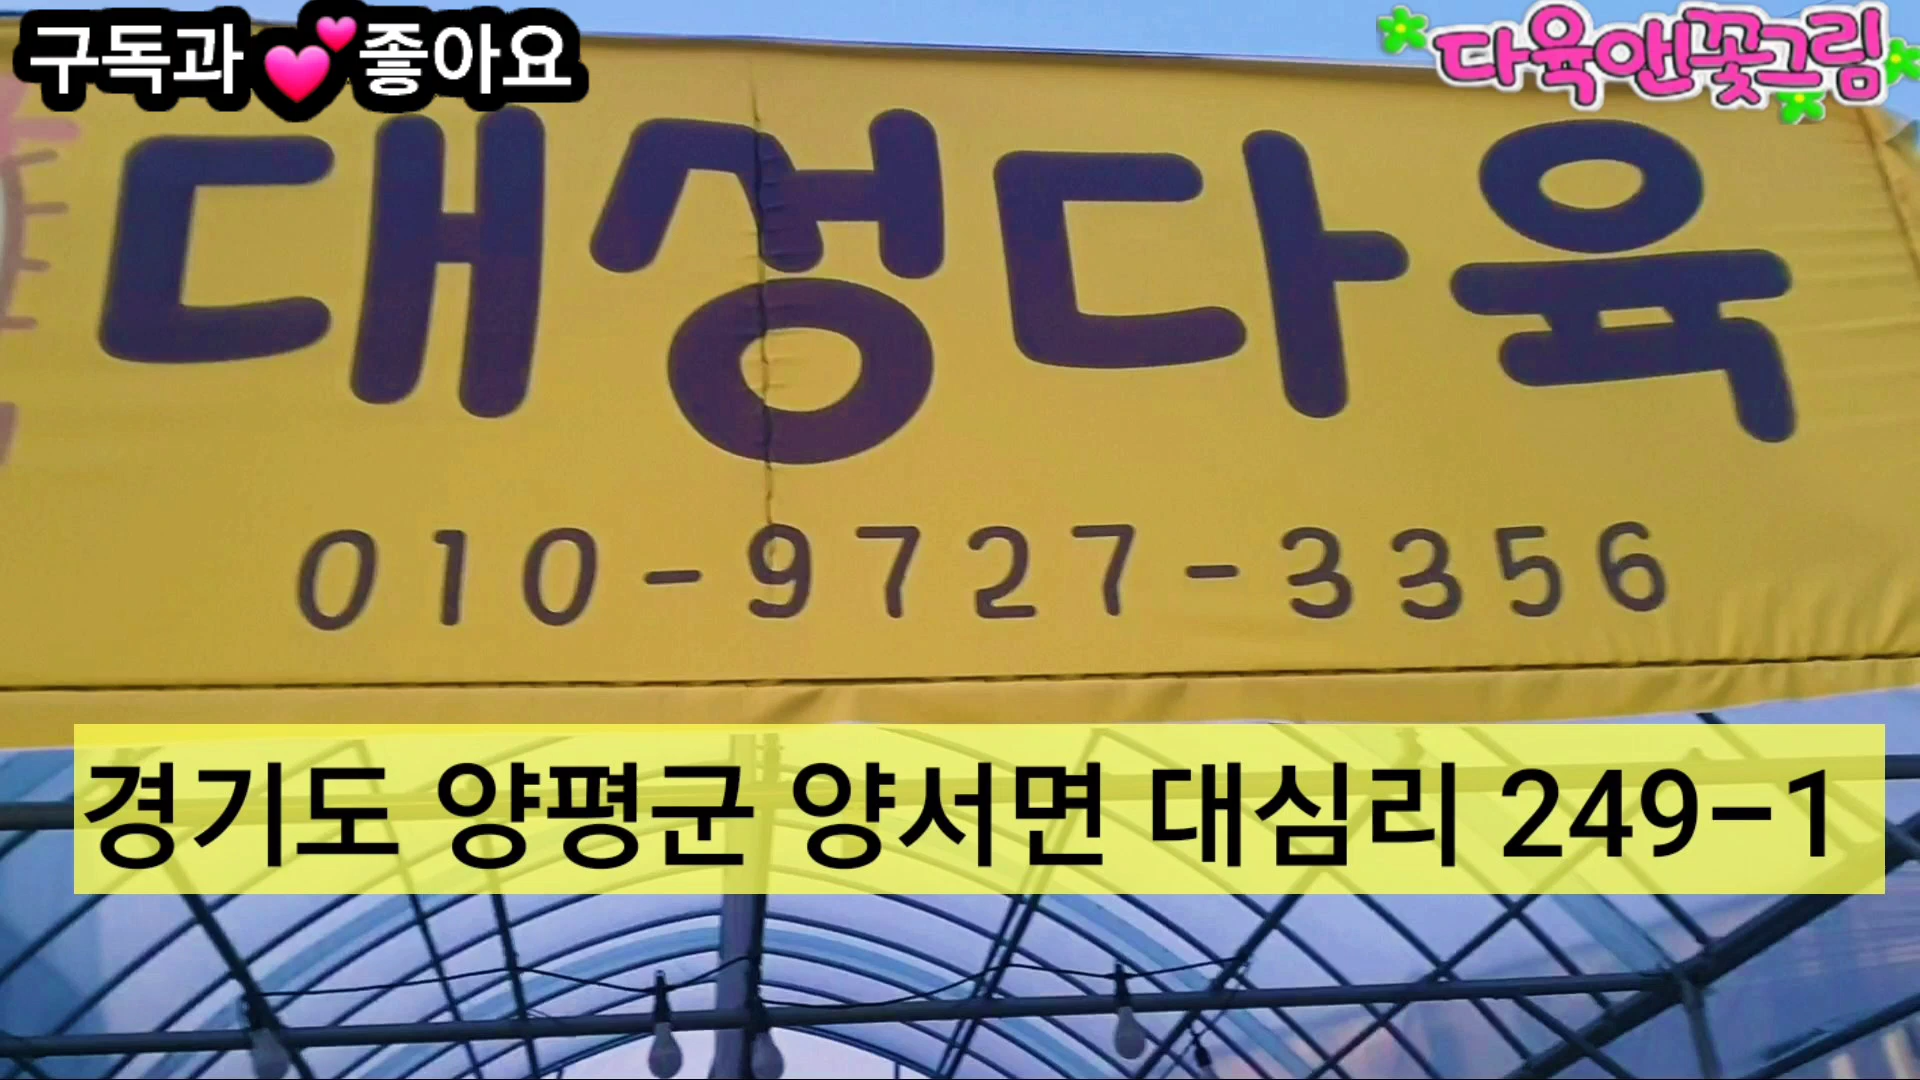 구독과 💕 좋아요
다육앤꽃그림
대성다육
010-9727-3356
경기도 양평군 양서면 대심리 249-1